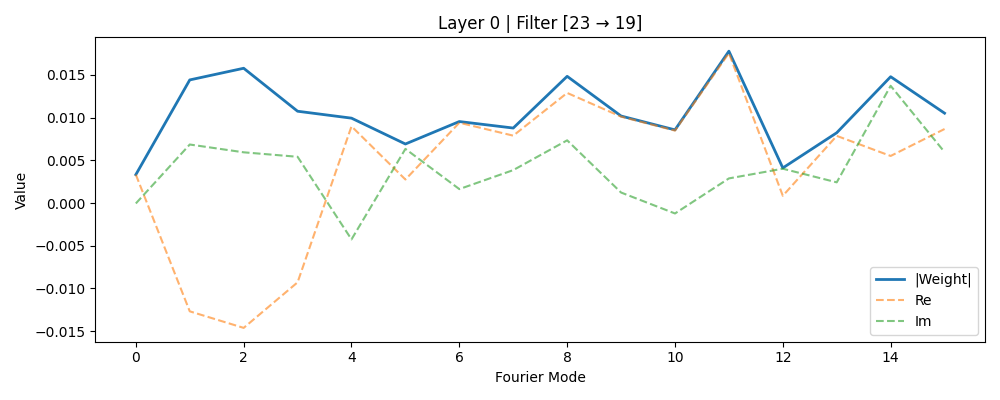 Layer 0 | Filter [23 → 19]
Value
0.015
0.010
0.005
0.000
−0.005
−0.010
−0.015
0 2 4 6 8 10 12 14
Fourier Mode
|Weight|
Re
Im